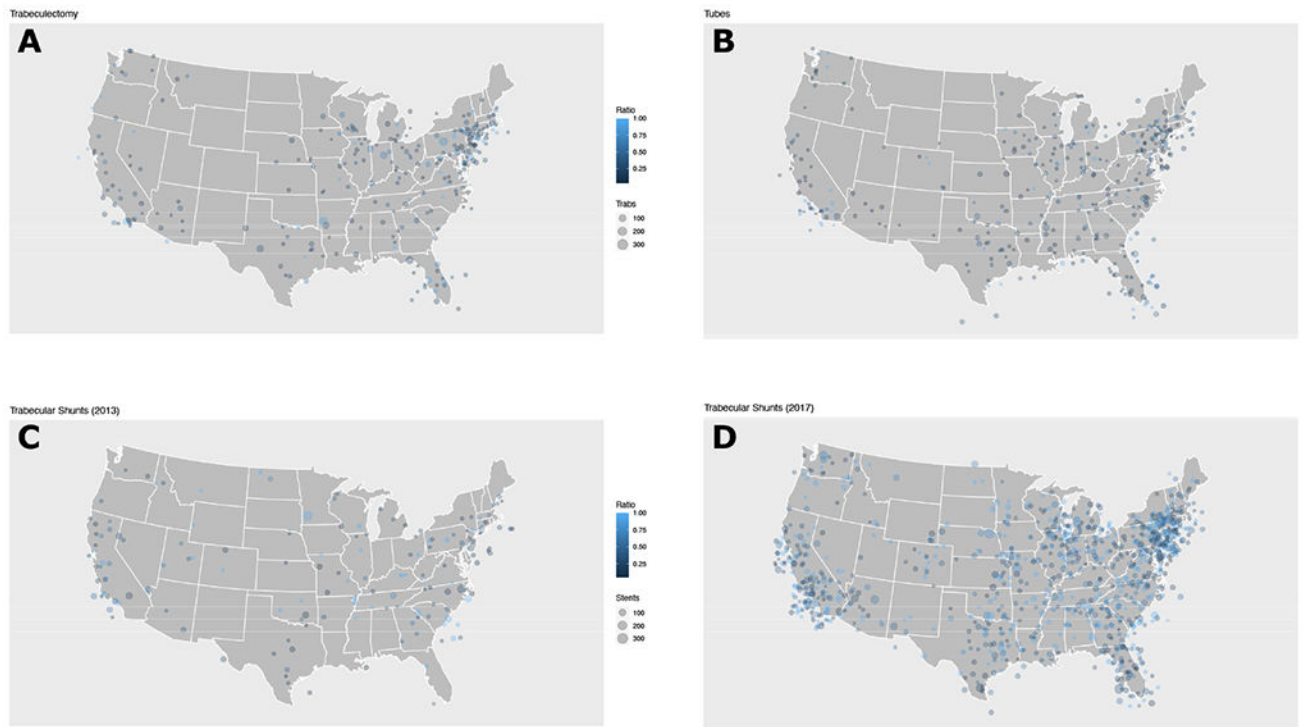 Trabeculectomy
A
Ratio
1.00
0.75
0.50
0.25
Trabs
100
200
300
Tubes
B
Trabecular Shunts (2013)
C
Ratio
1.00
0.75
0.50
0.25
Stents
100
200
300
Trabecular Shunts (2017)
D